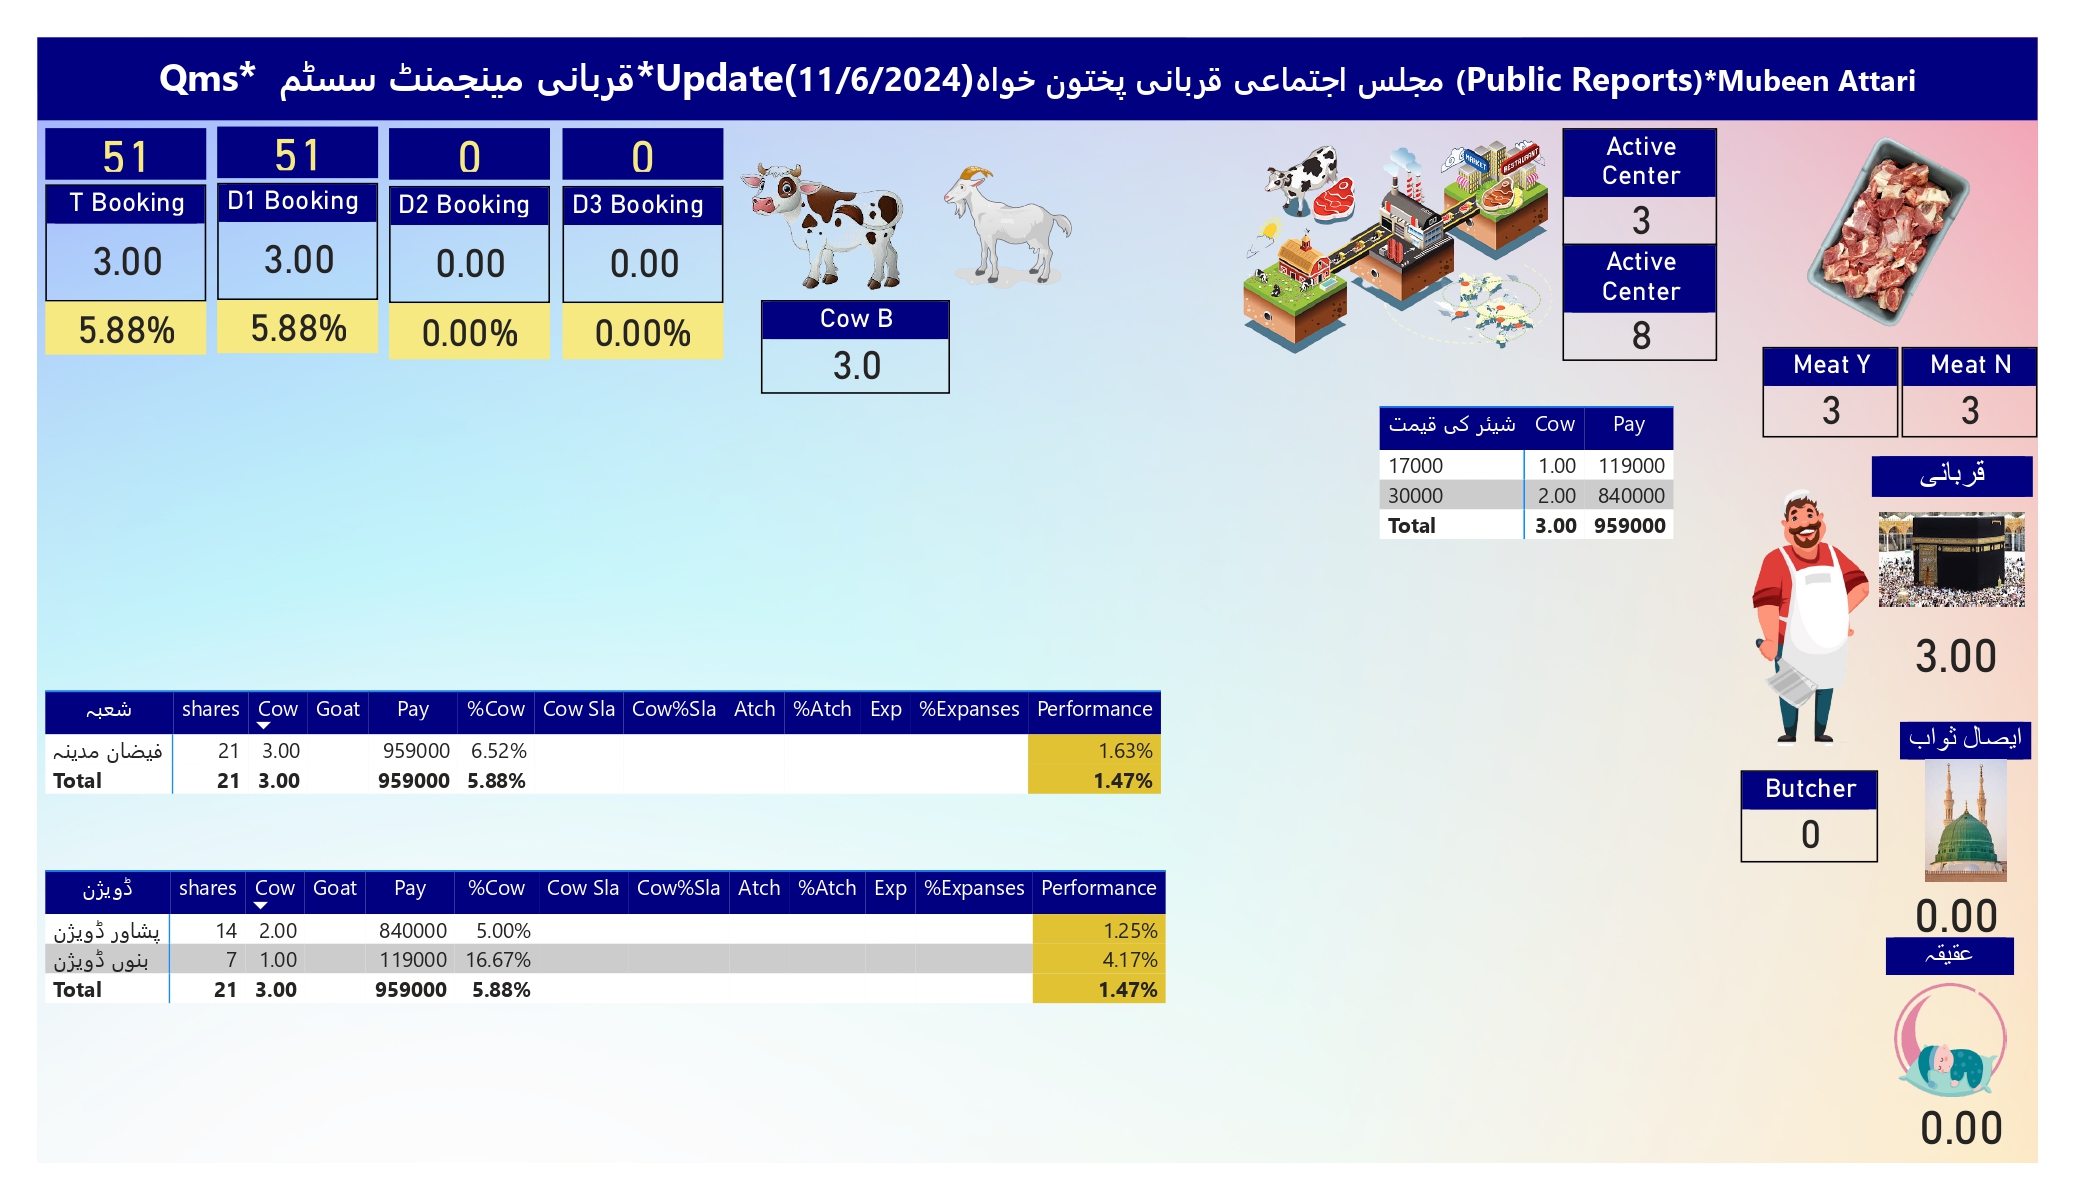 Qms* قربانی مینجمنٹ سسٹم*Update(11/6/2024)مجلس اجتماعی قربانی پختون خواہ (Public Reports)*Mubeen Attari
51
T Booking
3.00
5.88%
51
D1 Booking
3.00
5.88%
0
D2 Booking
0.00
0.00%
0
D3 Booking
0.00
0.00%
Cow B
3.0
MARKET
RESTAURANT
Active Center
3
Active Center
8
Meat Y
3
Meat N
3
شیئر کی قیمت Cow Pay
17000 1.00 119000
30000 2.00 840000
Total 3.00 959000
قربانی
3.00
شعبہ shares Cow Goat Pay %Cow Cow Sla Cow%Sla Atch %Atch Exp %Expanses Performance
فیضان مدینہ 21 3.00 959000 6.52% 1.63%
Total 21 3.00 959000 5.88% 1.47%
ایصال ثواب
0.00
Butcher
0
ڈویژن shares Cow Goat Pay %Cow Cow Sla Cow%Sla Atch %Atch Exp %Expanses Performance
پشاور ڈویژن 14 2.00 840000 5.00% 1.25%
بنوں ڈویژن 7 1.00 119000 16.67% 4.17%
Total 21 3.00 959000 5.88% 1.47%
عقیقہ
0.00